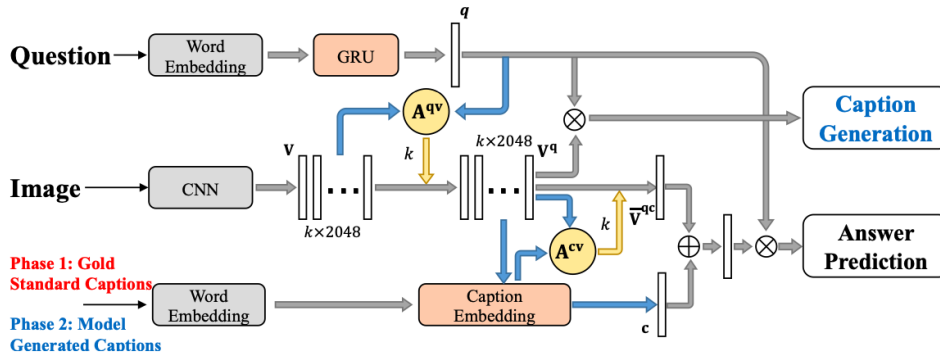 q
Question
Word
Embedding
GRU
A^qv
Caption
Generation
V
k
k×2048
V^q
Image
CNN
k×2048
k
V̅^qc
A^cv
Answer
Prediction
Phase 1: Gold
Standard Captions
Word
Embedding
Caption
Embedding
c
Phase 2: Model
Generated Captions